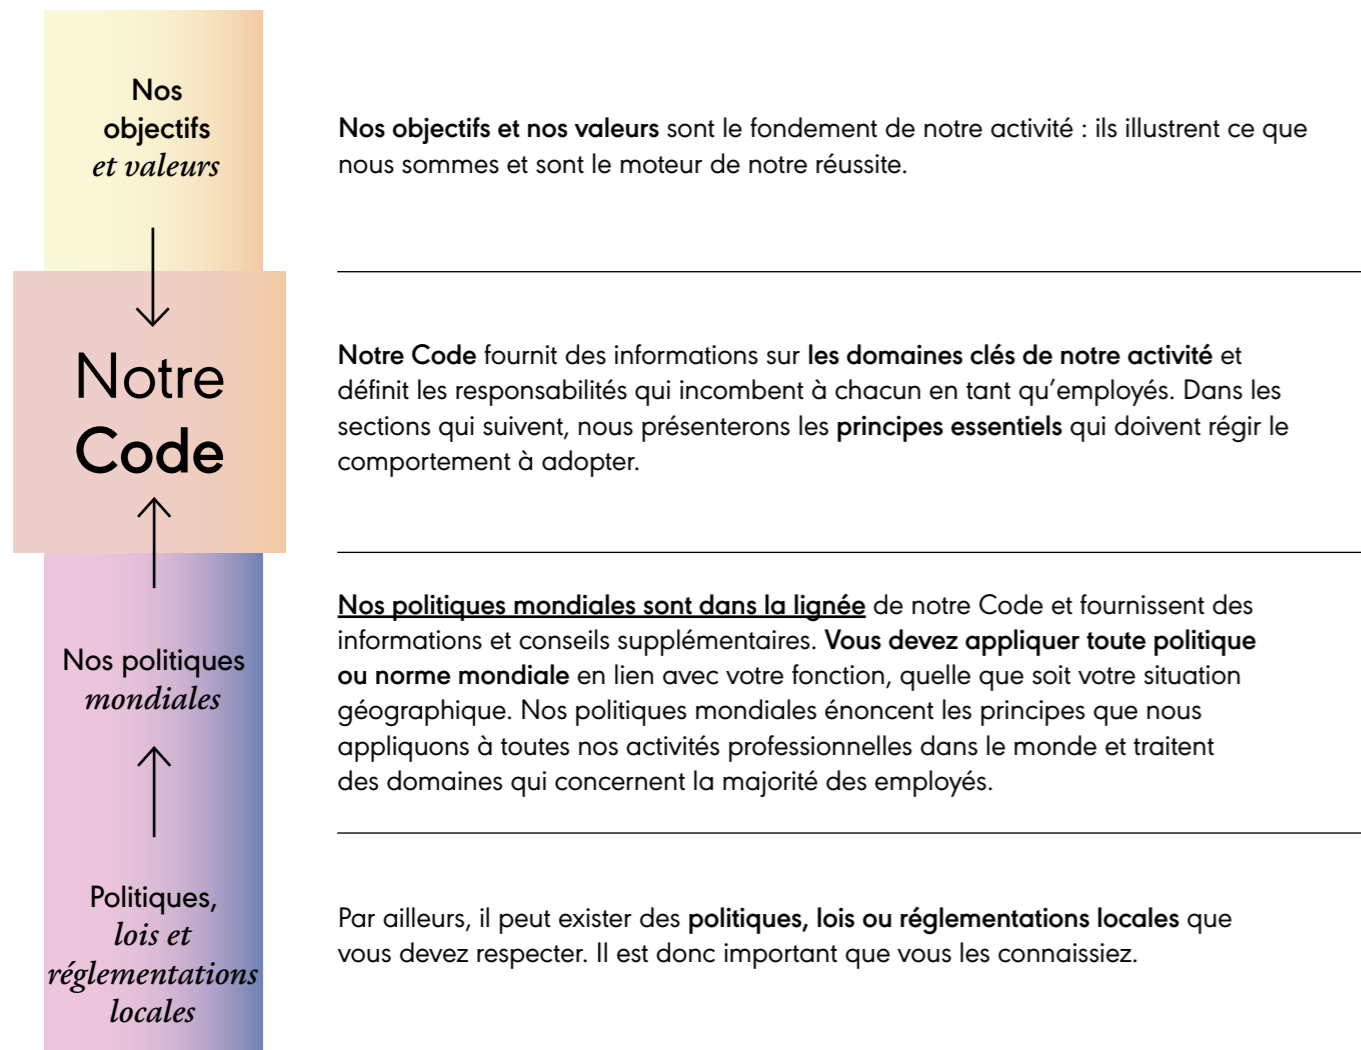 Nos
objectifs
et valeurs
Nos objectifs et nos valeurs sont le fondement de notre activité : ils illustrent ce que
nous sommes et sont le moteur de notre réussite.
Notre
Code
Notre Code fournit des informations sur les domaines clés de notre activité et
définit les responsabilités qui incombent à chacun en tant qu’employés. Dans les
sections qui suivent, nous présenterons les principes essentiels qui doivent régir le
comportement à adopter.
Nos politiques
mondiales
Nos politiques mondiales sont dans la lignée de notre Code et fournissent des
informations et conseils supplémentaires. Vous devez appliquer toute politique
ou norme mondiale en lien avec votre fonction, quelle que soit votre situation
géographique. Nos politiques mondiales énoncent les principes que nous
appliquons à toutes nos activités professionnelles dans le monde et traitent
des domaines qui concernent la majorité des employés.
Politiques,
lois et
réglementations
locales
Par ailleurs, il peut exister des politiques, lois ou réglementations locales que
vous devez respecter. Il est donc important que vous les connaissiez.